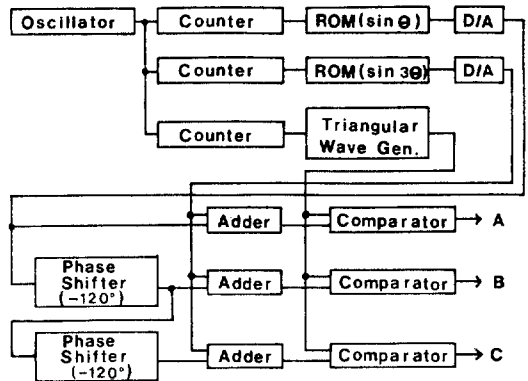 Oscillator
Counter
ROM(sin θ)
D/A
Counter
ROM(sin 3θ)
D/A
Counter
Triangular
Wave Gen.
Adder
Comparator
A
Phase
Shifter
(-120°)
Adder
Comparator
B
Phase
Shifter
(-120°)
Adder
Comparator
C